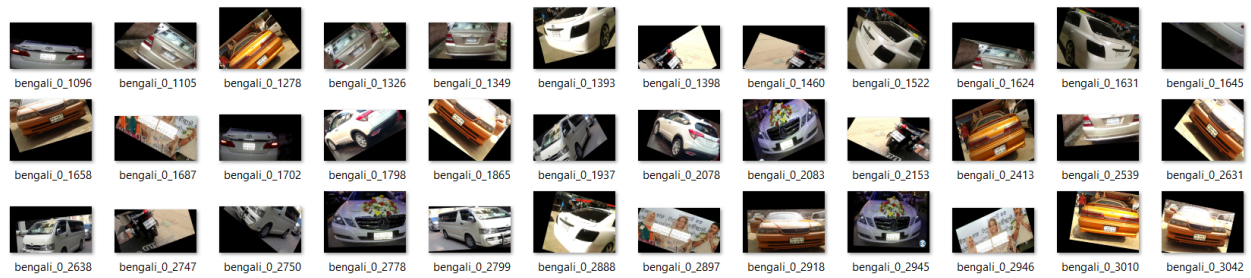 bengali_0_1096 bengali_0_1105 bengali_0_1278 bengali_0_1326 bengali_0_1349 bengali_0_1393 bengali_0_1398 bengali_0_1460 bengali_0_1522 bengali_0_1624 bengali_0_1631 bengali_0_1645
bengali_0_1658 bengali_0_1687 bengali_0_1702 bengali_0_1798 bengali_0_1865 bengali_0_1937 bengali_0_2078 bengali_0_2083 bengali_0_2153 bengali_0_2413 bengali_0_2539 bengali_0_2631
bengali_0_2638 bengali_0_2747 bengali_0_2750 bengali_0_2778 bengali_0_2799 bengali_0_2888 bengali_0_2897 bengali_0_2918 bengali_0_2945 bengali_0_2946 bengali_0_3010 bengali_0_3042